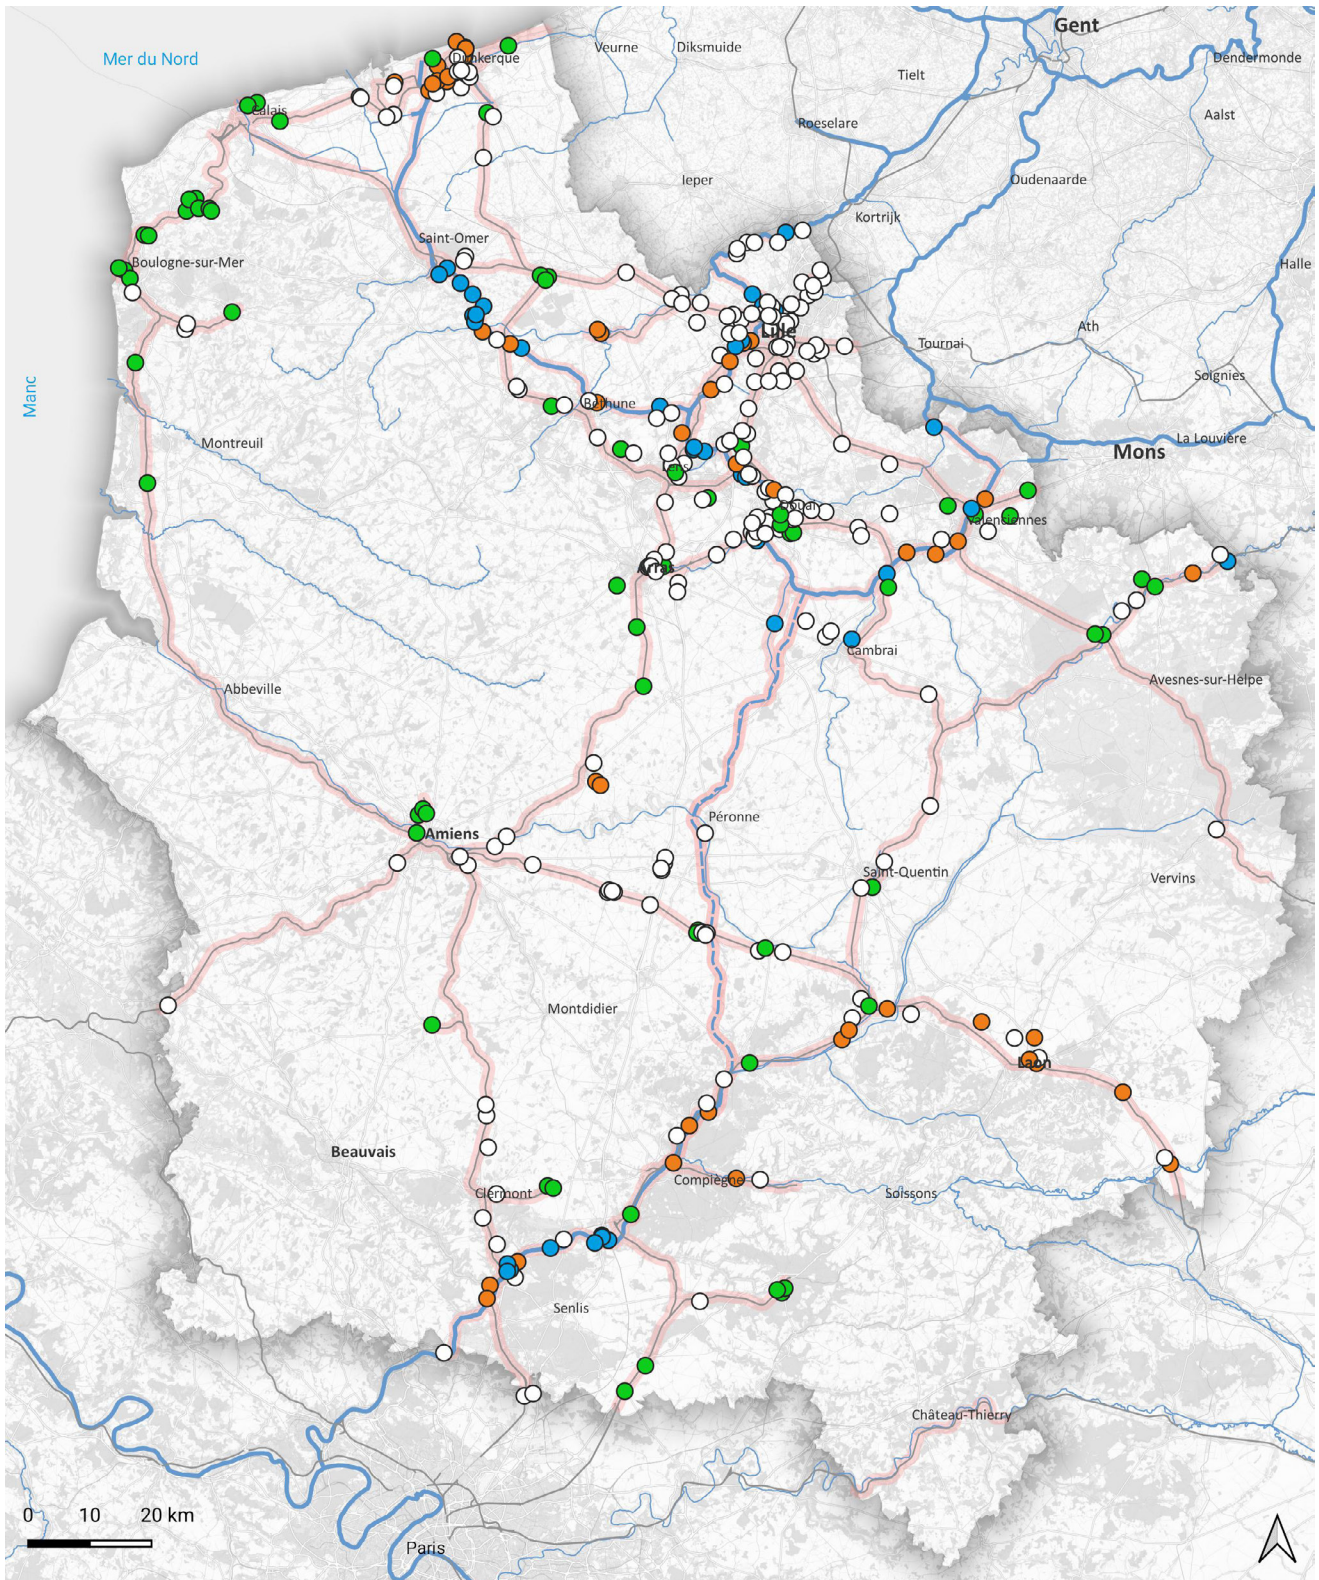 Gent
Mer du Nord
Veurne
Diksmuide
Dunkerque
Dendermonde
Tielt
Calais
Aalst
Roeselare
Ieper
Oudenaarde
Kortrijk
Saint-Omer
Boulogne-sur-Mer
Halle
Lille
Ath
Tournai
Soignies
Manc
Béthune
Montreuil
La Louvière
Mons
Lens
Douai
Valenciennes
Arras
Cambrai
Avesnes-sur-Helpe
Abbeville
Péronne
Amiens
Saint-Quentin
Vervins
Montdidier
Laon
Beauvais
Compiègne
Clermont
Soissons
Senlis
Château-Thierry
0 10 20 km
Paris